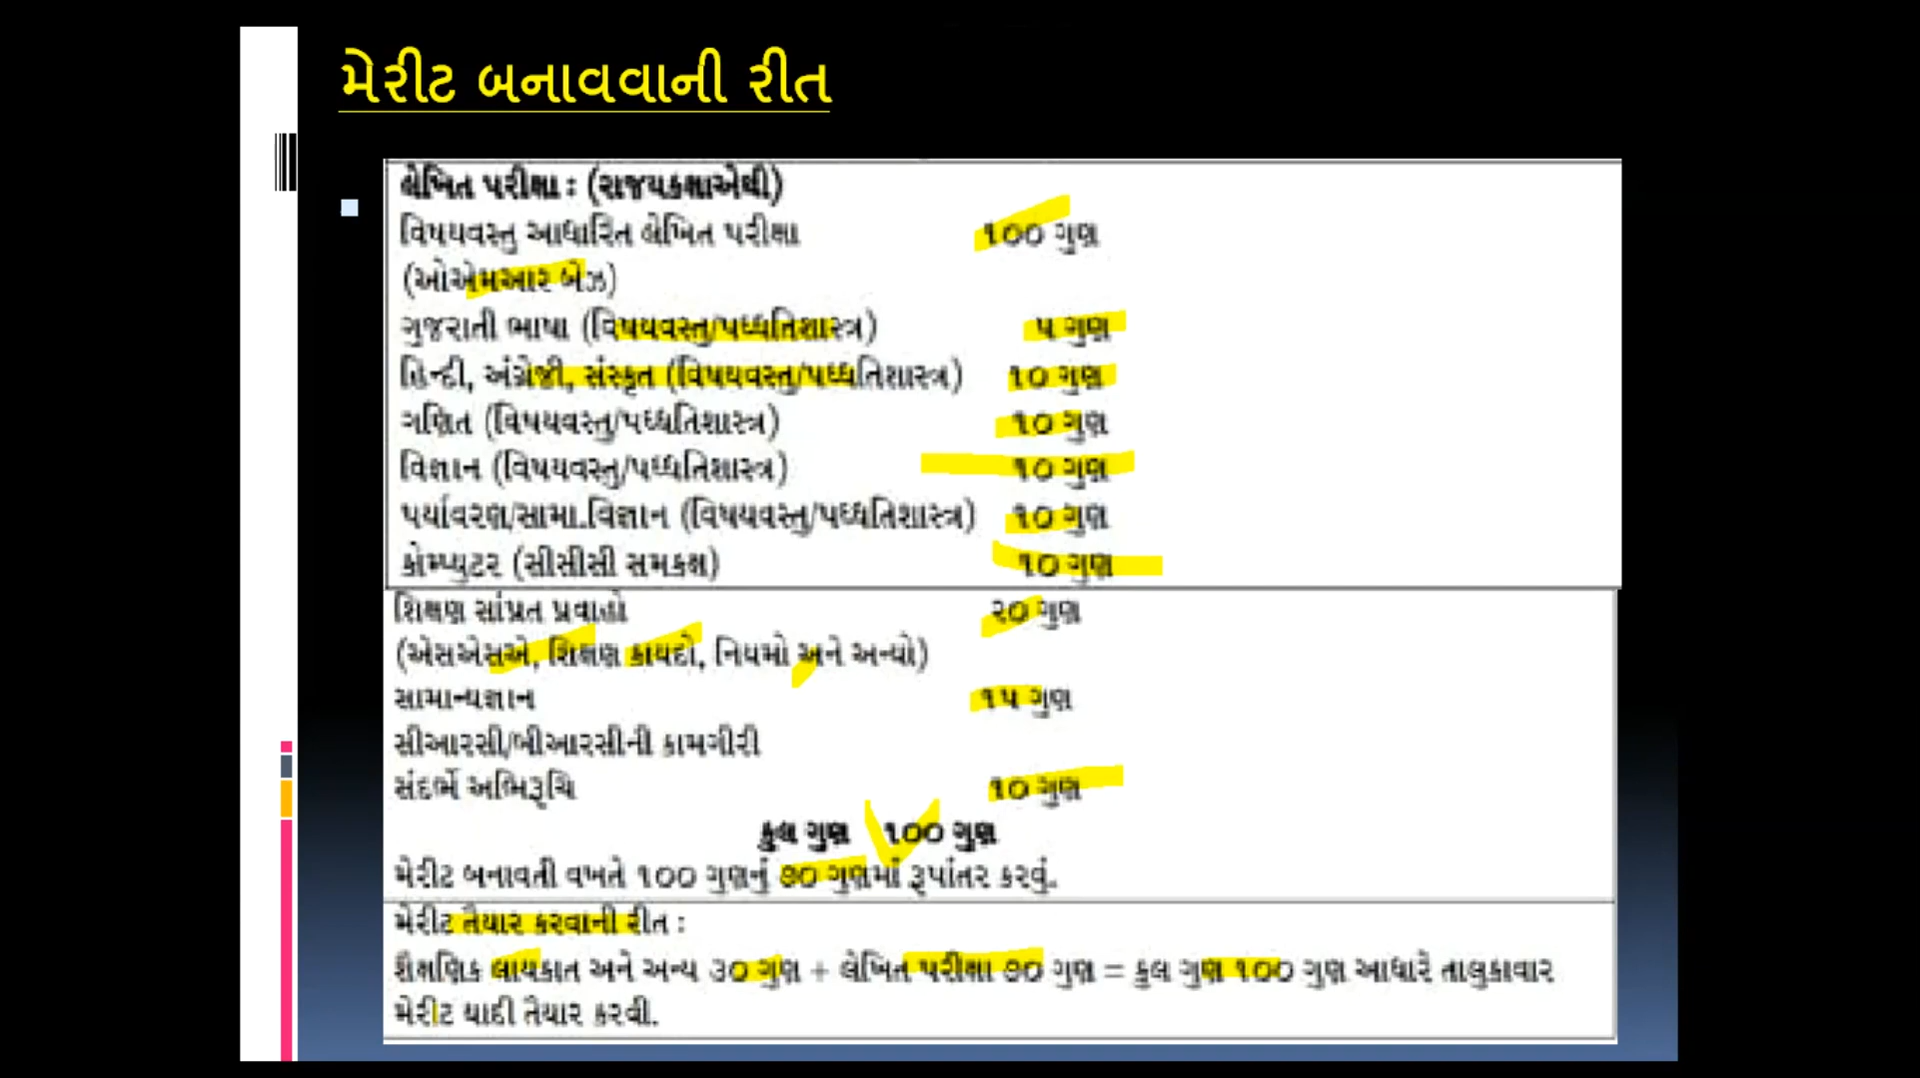 મેરીટ બનાવવાની રીત
લેખિત પરીક્ષા : (રાજયકક્ષાએથી)
વિષયવસ્તુ આધારિત લેખિત પરીક્ષા ૧૦૦ ગુણ
(ઓએમઆર બેઝ)
ગુજરાતી ભાષા (વિષયવસ્તુ/પધ્ધતિશાસ્ત્ર) ૫ ગુણ
હિન્દી, અંગ્રેજી, સંસ્કૃત (વિષયવસ્તુ/પધ્ધતિશાસ્ત્ર) ૧૦ ગુણ
ગણિત (વિષયવસ્તુ/પધ્ધતિશાસ્ત્ર) ૧૦ ગુણ
વિજ્ઞાન (વિષયવસ્તુ/પધ્ધતિશાસ્ત્ર) ૧૦ ગુણ
પર્યાવરણ/સામા.વિજ્ઞાન (વિષયવસ્તુ/પધ્ધતિશાસ્ત્ર) ૧૦ ગુણ
કોમ્પ્યુટર (સીસીસી સમકક્ષ) ૧૦ ગુણ
શિક્ષણ સાંપ્રત પ્રવાહો ૨૦ ગુણ
(એસએસએ, શિક્ષણ કાયદો, નિયમો અને અન્યો)
સામાન્યજ્ઞાન ૧૫ ગુણ
સીઆરસી/બીઆરસીની કામગીરી
સંદર્ભે અભિરૂચિ ૧૦ ગુણ
કુલ ગુણ ૧૦૦ ગુણ
મેરીટ બનાવતી વખતે ૧૦૦ ગુણનું ૭૦ ગુણમાં રૂપાંતર કરવું.
મેરીટ તૈયાર કરવાની રીત :
શૈક્ષણિક લાયકાત અને અન્ય ૩૦ ગુણ + લેખિત પરીક્ષા ૭૦ ગુણ = કુલ ગુણ ૧૦૦ ગુણ આધારે તાલુકાવાર
મેરીટ યાદી તૈયાર કરવી.